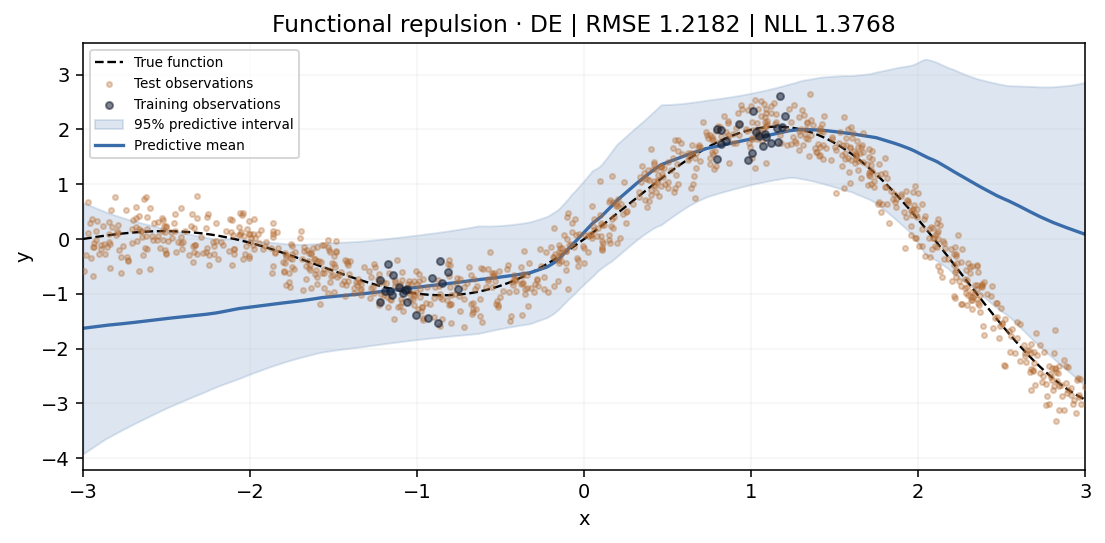 Functional repulsion · DE | RMSE 1.2182 | NLL 1.3768
True function
Test observations
Training observations
95% predictive interval
Predictive mean
y
3
2
1
0
−1
−2
−3
−4
−3
−2
−1
0
1
2
3
x